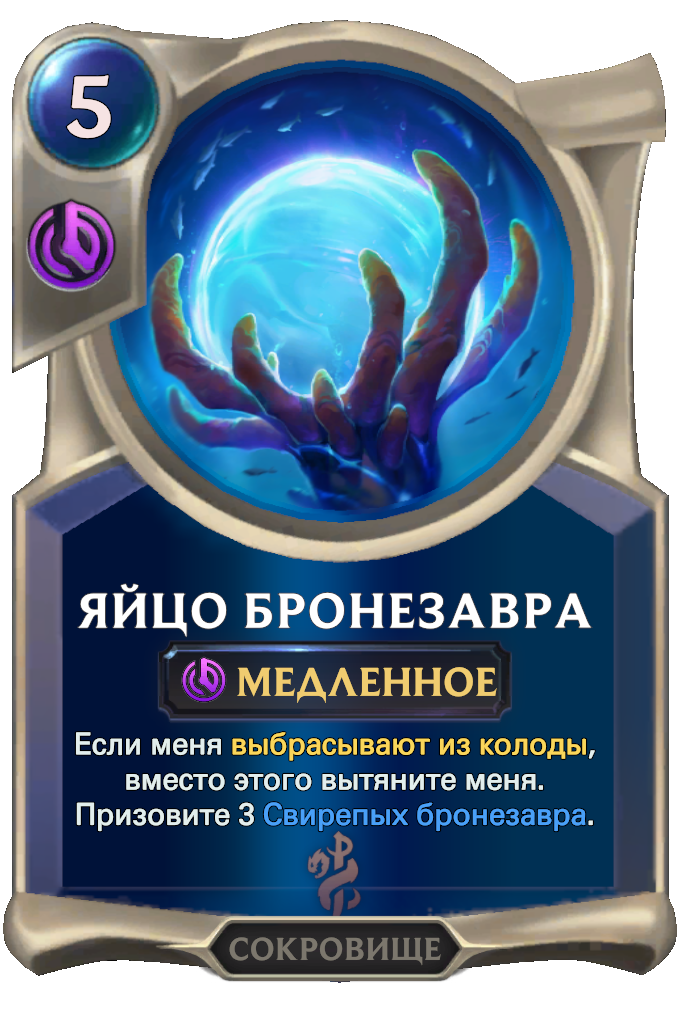 5
ЯЙЦО БРОНЕЗАВРА
МЕДЛЕННОЕ
Если меня выбрасывают из колоды,
вместо этого вытяните меня.
Призовите 3 Свирепых бронезавра.
СОКРОВИЩЕ